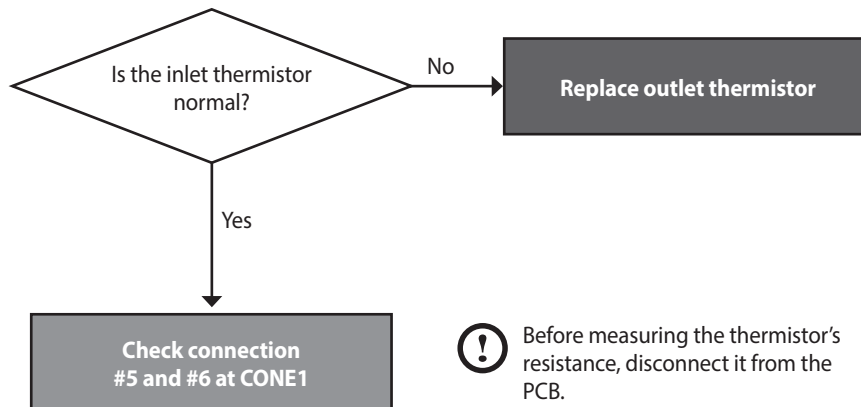 Is the inlet thermistor
normal?
No
Replace outlet thermistor
Yes
Check connection
#5 and #6 at CONE1
!
Before measuring the thermistor’s
resistance, disconnect it from the
PCB.